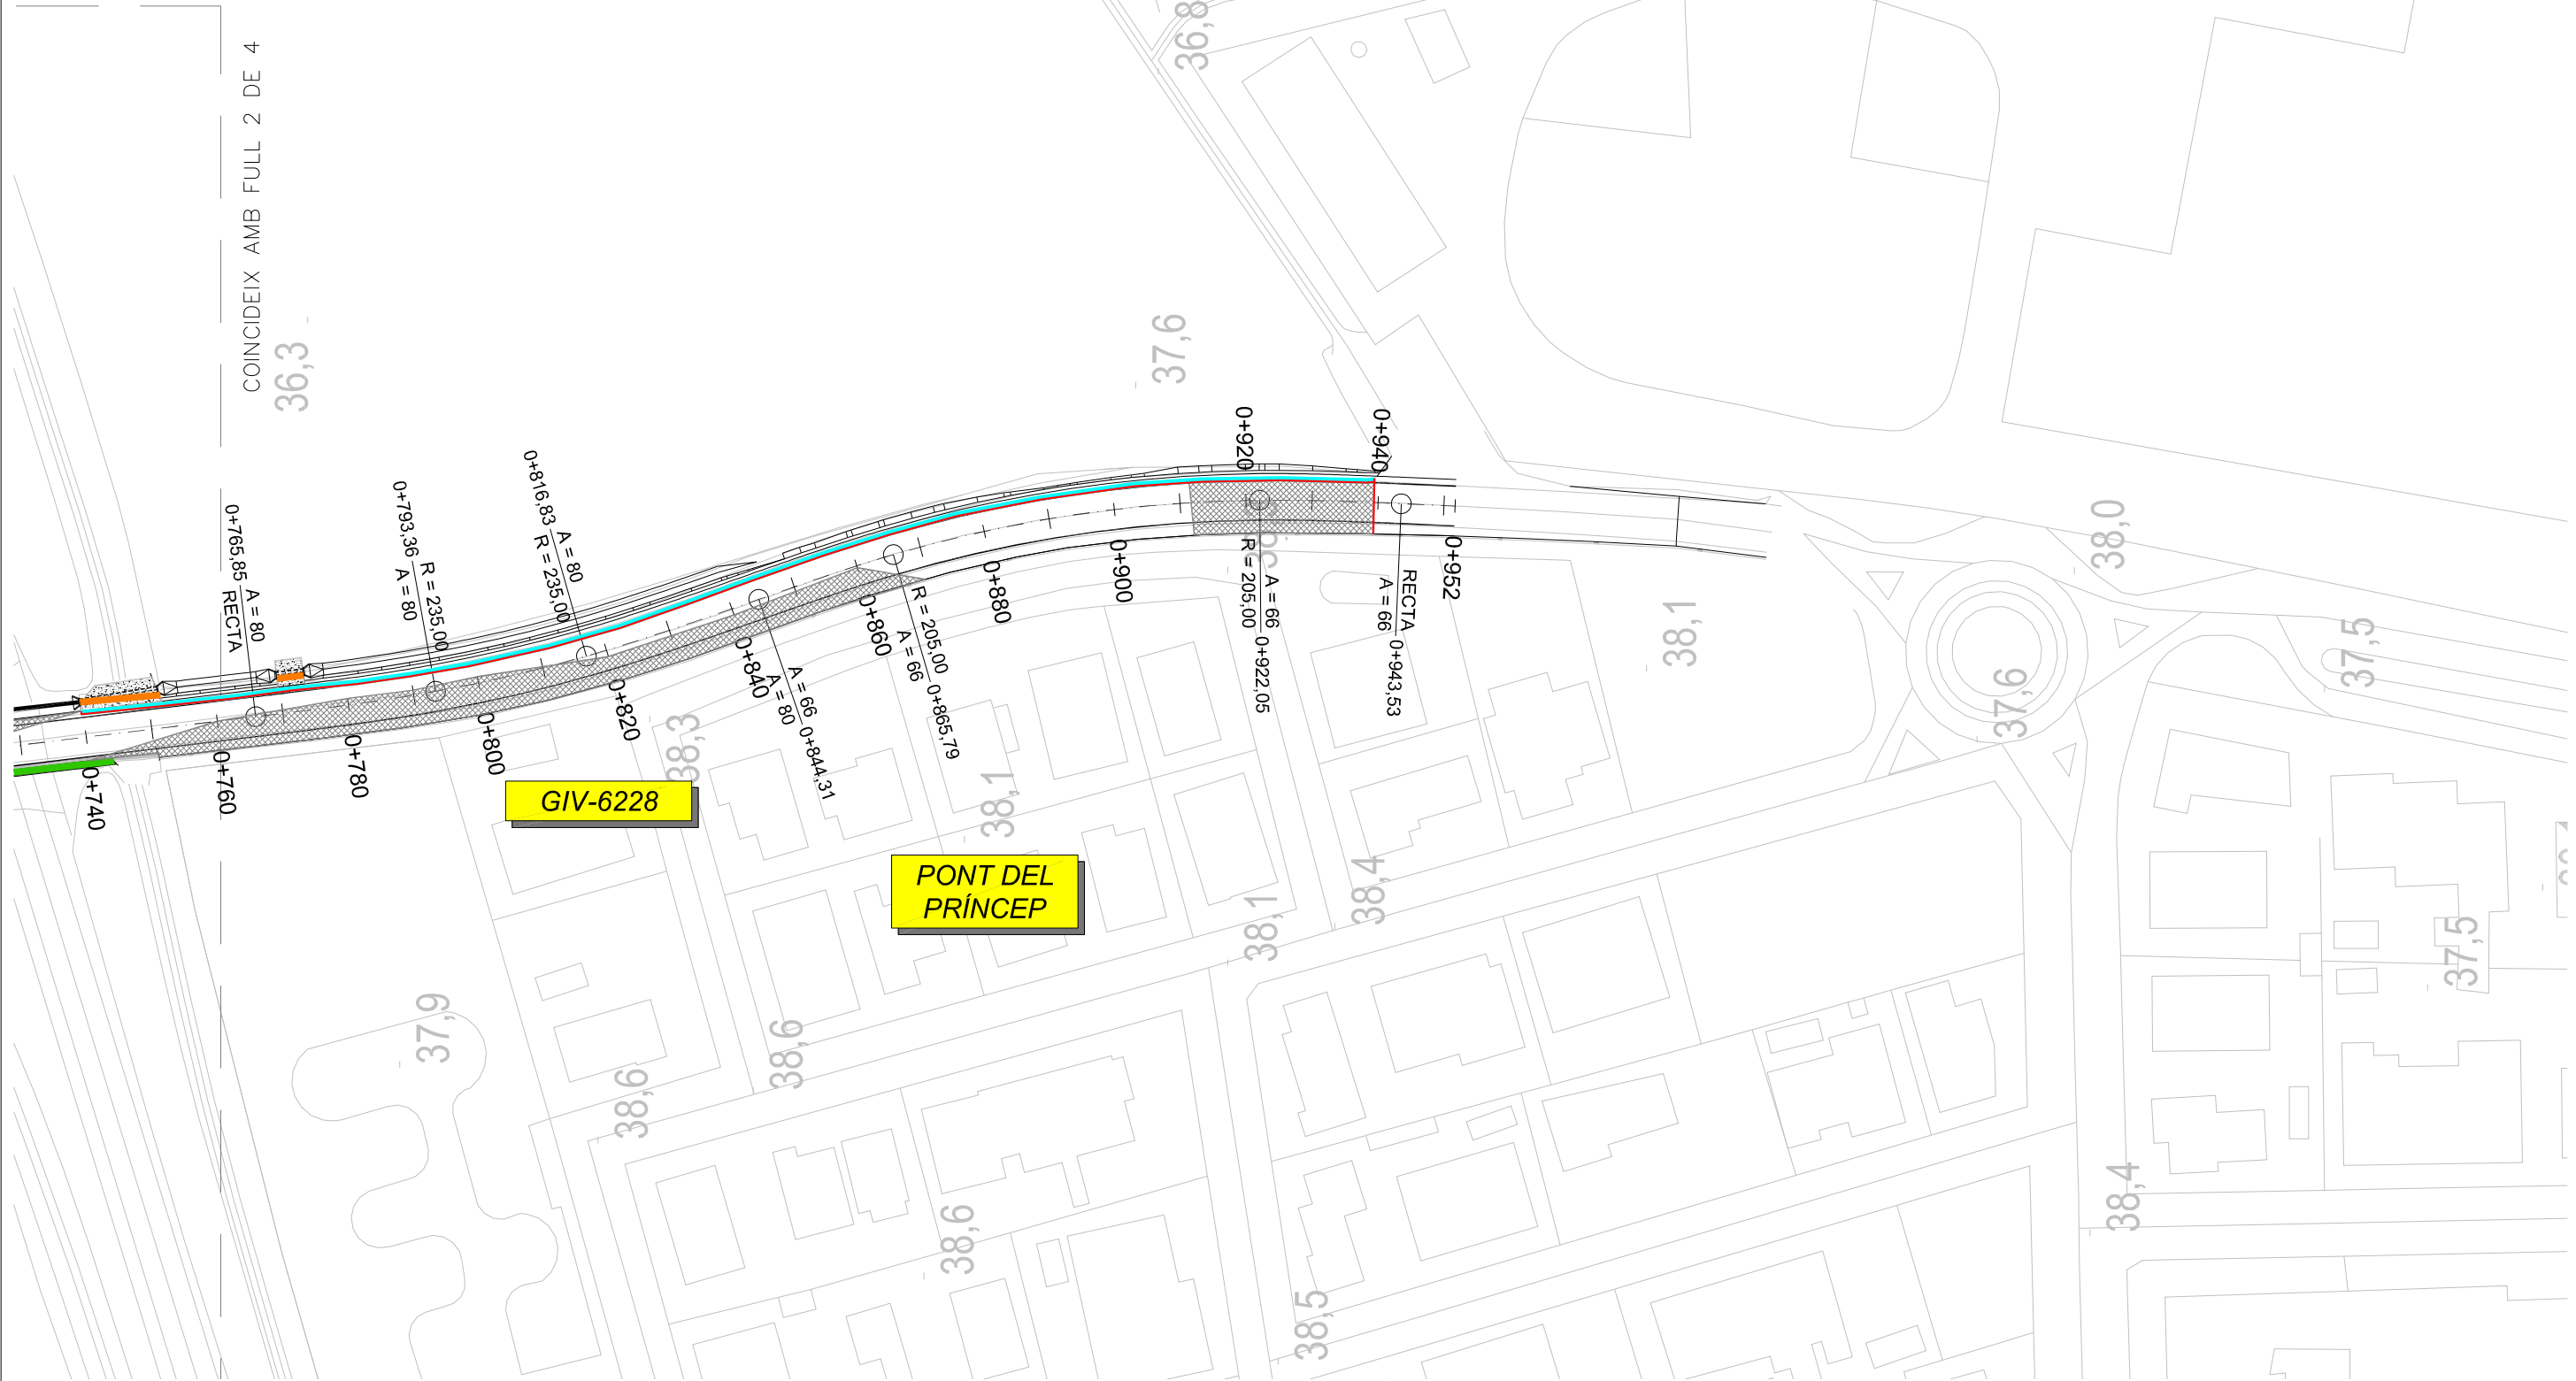 COINCIDEIX AMB FULL 2 DE 4
36,8
36,3
37,6
0+920
0+940
0+816,83
A = 80
R = 235,00
0+793,36
R = 235,00
A = 80
0+765,85
A = 80
RECTA
0+740
0+760
0+780
0+800
0+820
0+840
0+860
0+880
0+900
0+952
A = 66
A = 80
0+844,31
R = 205,00
A = 66
0+865,79
A = 66
R = 205,00
0+922,05
RECTA
A = 66
0+943,53
38,0
38,1
37,5
37,6
38,3
38,1
GIV-6228
PONT DEL
PRÍNCEP
38,4
38,1
37,5
37,9
38,6
38,6
38,6
38,4
38,5